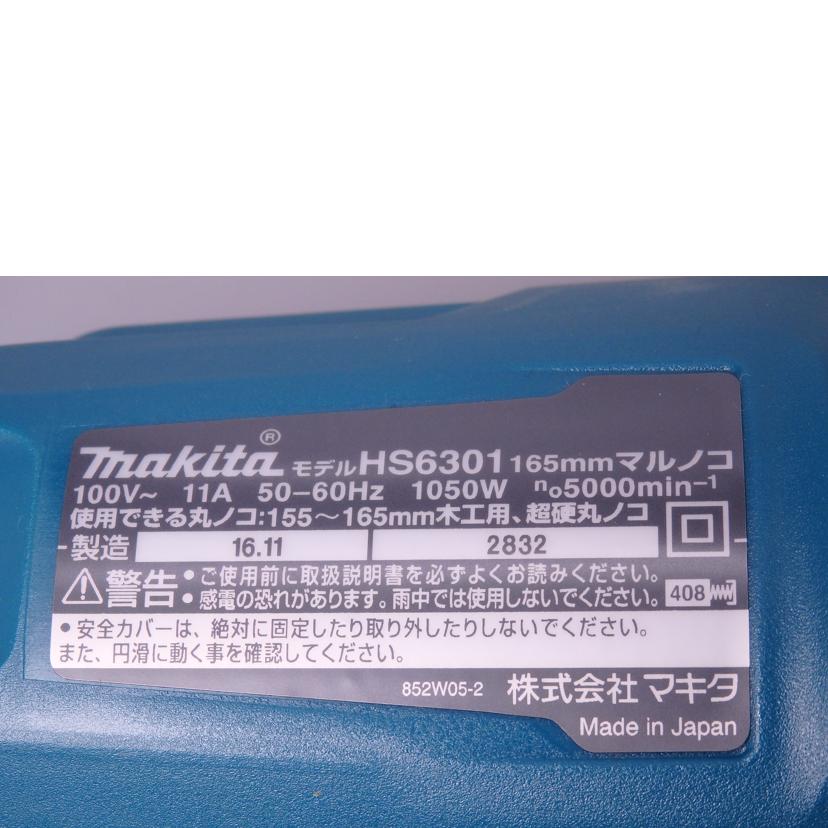 makita® モデル HS6301 165mmマルノコ
100V~ 11A 50-60Hz 1050W n₀5000min⁻¹
使用できる丸ノコ:155～165mm木工用、超硬丸ノコ
製造 16.11 2832
警告 • ご使用前に取扱説明書を必ずよくお読みください。
• 感電の恐れがあります。雨中では使用しないでください。 408
• 安全カバーは、絶対に固定したり取り外したりしないでください。
また、円滑に動く事を確認してください。
852W05-2 株式会社 マキタ
Made in Japan